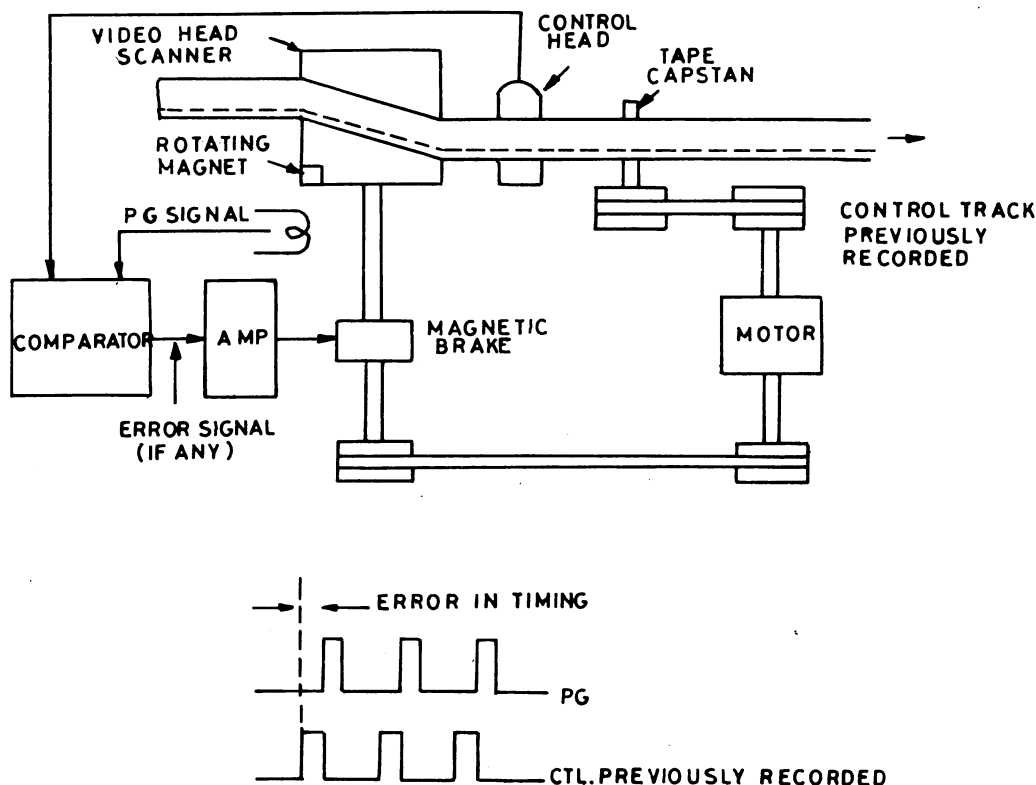 VIDEO HEAD
SCANNER
CONTROL
HEAD
TAPE
CAPSTAN
ROTATING
MAGNET
PG SIGNAL
CONTROL TRACK
PREVIOUSLY
RECORDED
COMPARATOR
AMP
MAGNETIC
BRAKE
MOTOR
ERROR SIGNAL
(IF ANY)
ERROR IN TIMING
PG
CTL. PREVIOUSLY RECORDED